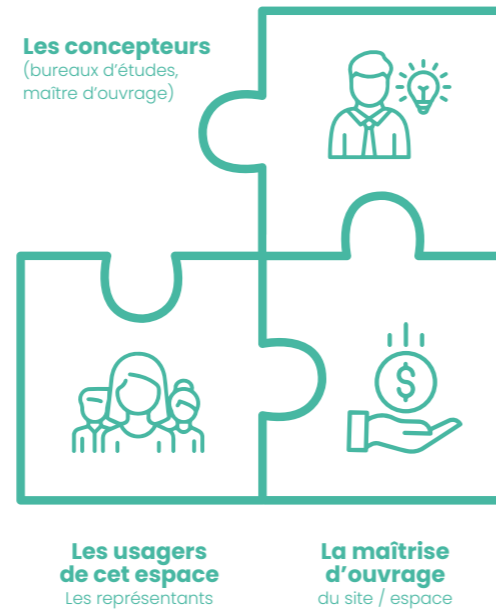 Les concepteurs
(bureaux d'études,
maître d'ouvrage)
$
Les usagers
de cet espace
Les représentants
La maîtrise
d'ouvrage
du site / espace